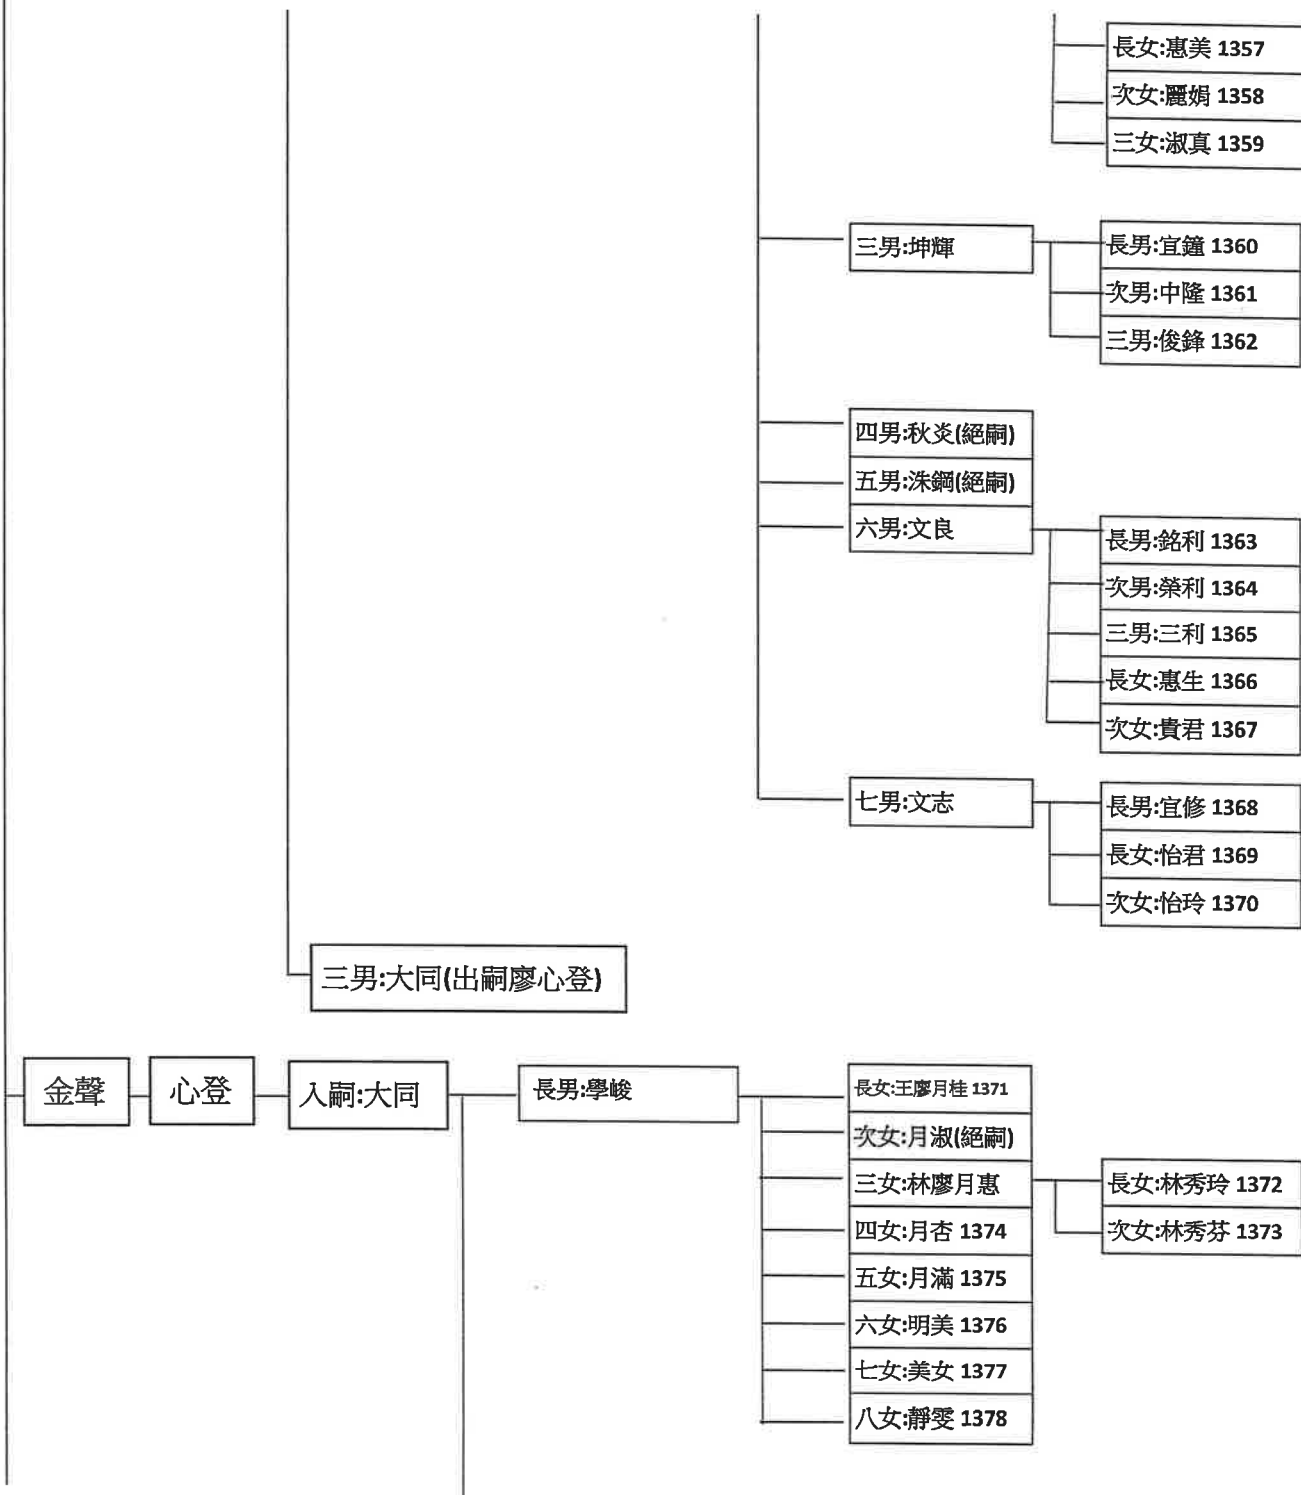 長女:惠美 1357
次女:麗娟 1358
三女:淑真 1359
三男:坤輝
長男:宜鐘 1360
次男:中隆 1361
三男:俊鋒 1362
四男:秋炎(絕嗣)
五男:洙鋼(絕嗣)
六男:文良
長男:銘利 1363
次男:榮利 1364
三男:三利 1365
長女:惠生 1366
次女:貴君 1367
七男:文志
長男:宜修 1368
長女:怡君 1369
次女:怡玲 1370
三男:大同(出嗣廖心登)
金聲
心登
入嗣:大同
長男:學峻
長女:王廖月桂 1371
次女:月淑(絕嗣)
三女:林廖月惠
長女:林秀玲 1372
次女:林秀芬 1373
四女:月杏 1374
五女:月滿 1375
六女:明美 1376
七女:美女 1377
八女:靜雯 1378